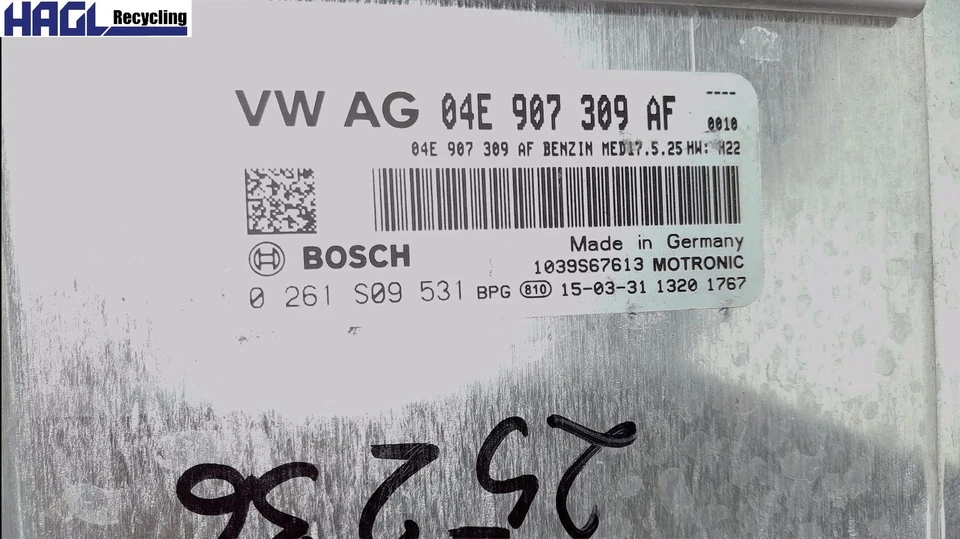 HAGL Recycling
VW AG 04E 907 309 AF ----
0010
04E 907 309 AF BENZIN MED17.5.25 HW: H22
BOSCH
Made in Germany
1039S67613 MOTRONIC
0 261 S09 531 BPG 810 15-03-31 1320 1767